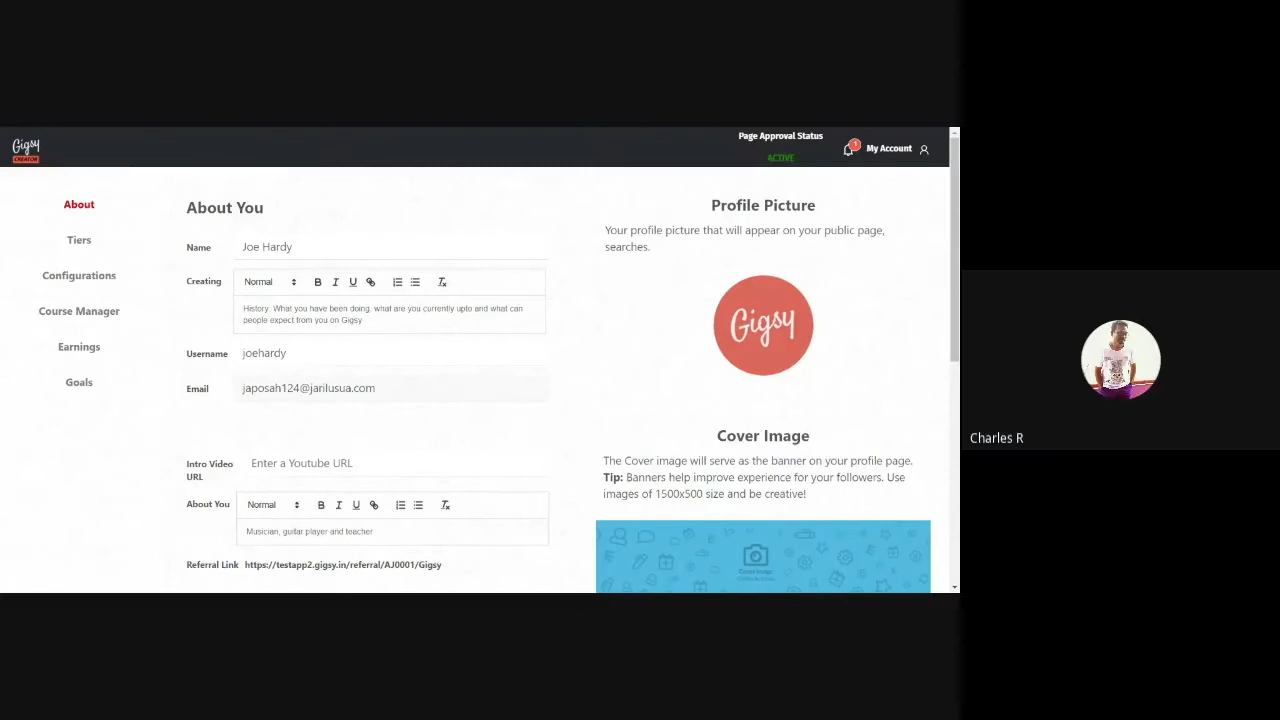 Gigsy
CREATOR
Page Approval Status
ACTIVE
1
My Account
About
Tiers
Configurations
Course Manager
Earnings
Goals
About You
Name
Joe Hardy
Creating
Normal
B I U
History: What you have been doing, what are you currently upto and what can
people expect from you on Gigsy
Username
joehardy
Email
japosah124@jarilusua.com
Intro Video
URL
Enter a Youtube URL
About You
Normal
B I U
Musician, guitar player and teacher
Referral Link https://testapp2.gigsy.in/referral/AJ0001/Gigsy
Profile Picture
Your profile picture that will appear on your public page,
searches.
Gigsy
Cover Image
The Cover image will serve as the banner on your profile page.
Tip: Banners help improve experience for your followers. Use
images of 1500x500 size and be creative!
Cover Image
Charles R